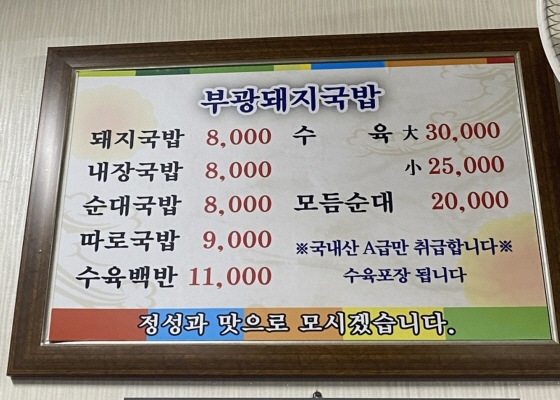 부광돼지국밥
돼지국밥 8,000
내장국밥 8,000
순대국밥 8,000
따로국밥 9,000
수육백반 11,000
수 육 大 30,000
小 25,000
모듬순대 20,000
※국내산 A급만 취급합니다※
수육포장 됩니다
정성과 맛으로 모시겠습니다.